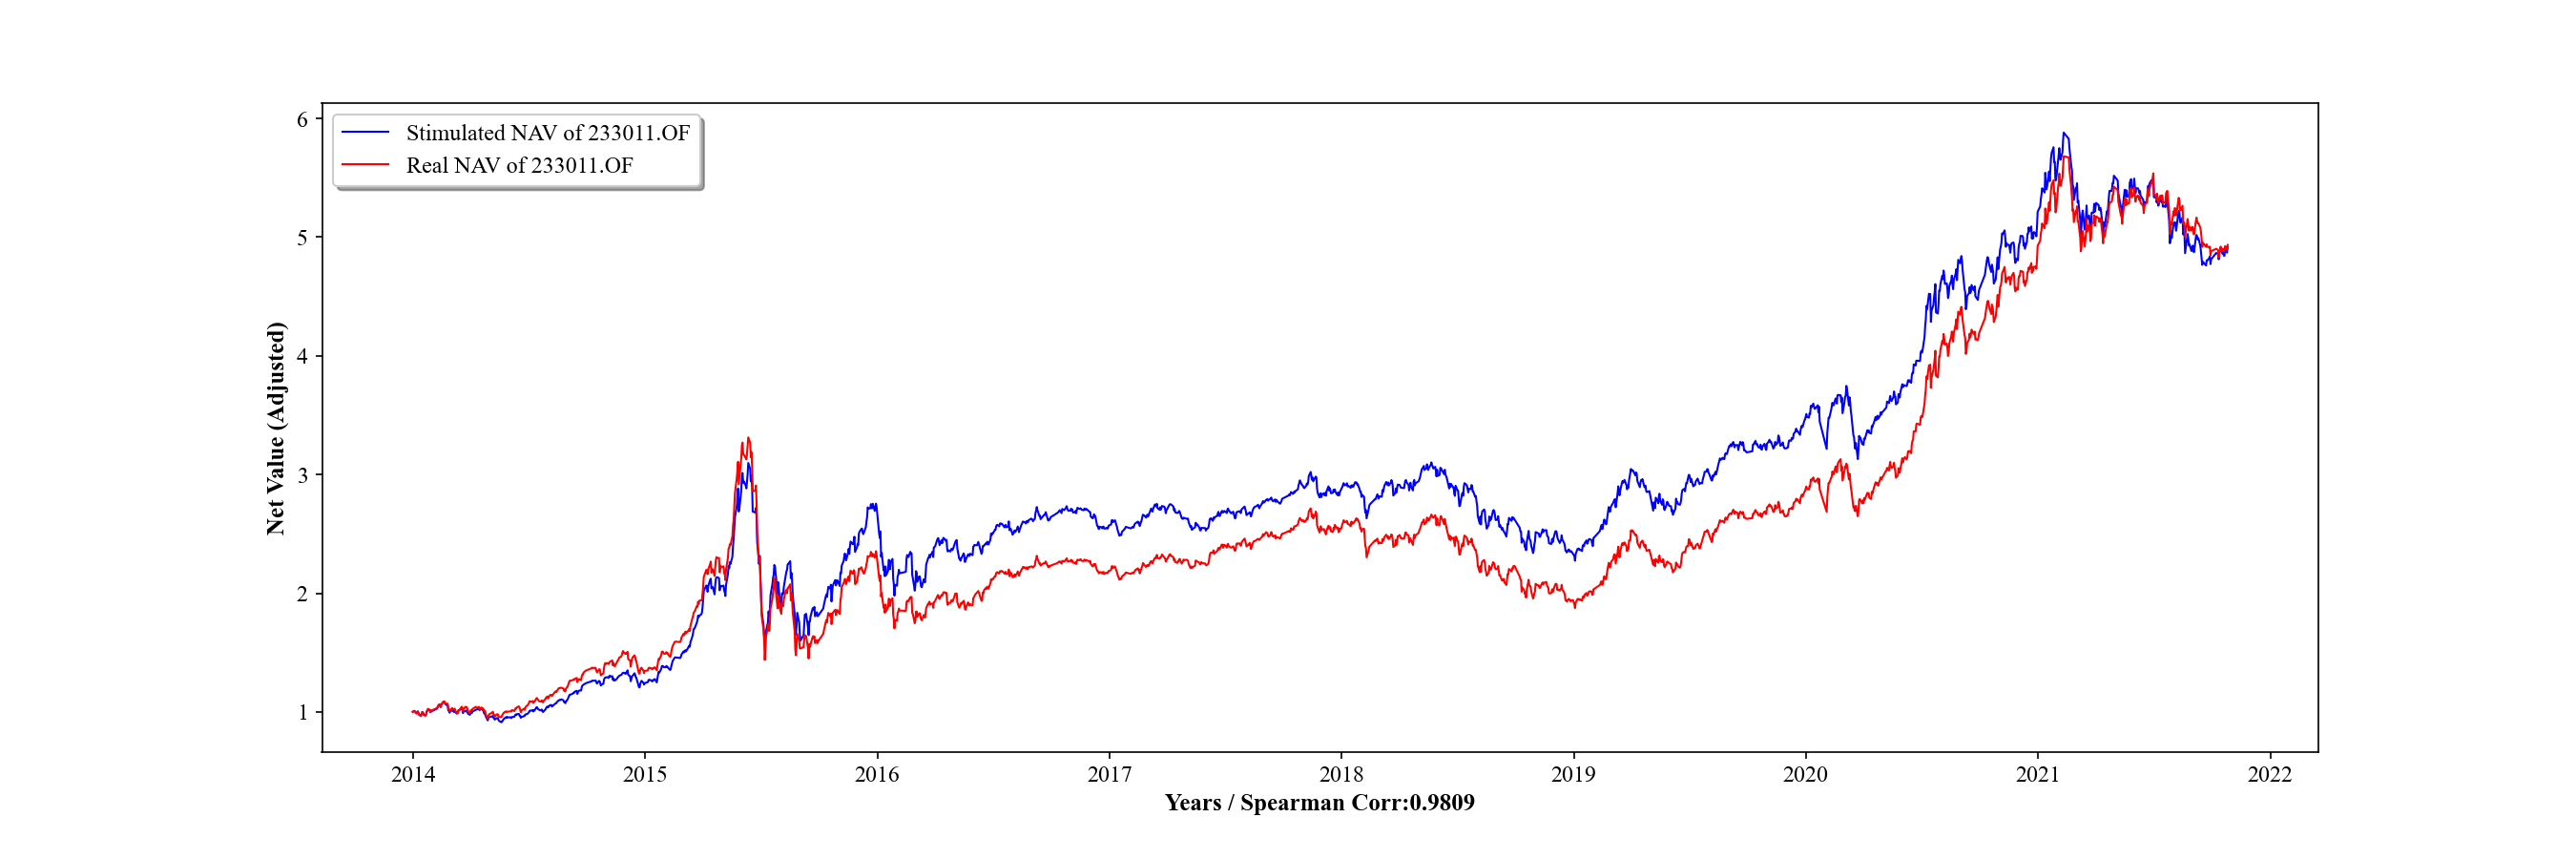 Stimulated NAV of 233011.OF
Real NAV of 233011.OF
Net Value (Adjusted)
6
5
4
3
2
1
2014 2015 2016 2017 2018 2019 2020 2021 2022
Years / Spearman Corr:0.9809